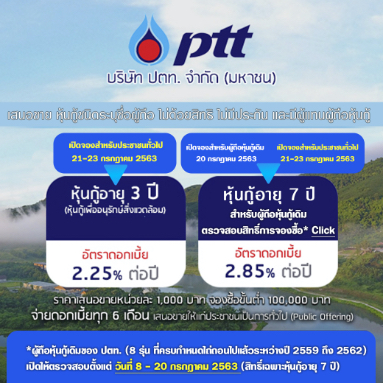 ptt
บริษัท ปตท. จำกัด (มหาชน)
เสนอขาย หุ้นกู้ชนิดระบุชื่อผู้ถือ ไม่ด้อยสิทธิ ไม่มีประกัน และมีผู้แทนผู้ถือหุ้นกู้
เปิดจองสำหรับประชาชนทั่วไป
21-23 กรกฎาคม 2563
เปิดจองสำหรับผู้ถือหุ้นกู้เดิม
20 กรกฎาคม 2563
เปิดจองสำหรับประชาชนทั่วไป
21-23 กรกฎาคม 2563
หุ้นกู้อายุ 3 ปี
(หุ้นกู้เพื่ออนุรักษ์สิ่งแวดล้อม)
อัตราดอกเบี้ย
2.25% ต่อปี
หุ้นกู้อายุ 7 ปี
สำหรับผู้ถือหุ้นกู้เดิม
ตรวจสอบสิทธิ์การจองซื้อ* Click
อัตราดอกเบี้ย
2.85% ต่อปี
ราคาเสนอขายหน่วยละ 1,000 บาท จองซื้อขั้นต่ำ 100,000 บาท
จ่ายดอกเบี้ยทุก 6 เดือน เสนอขายให้แก่ประชาชนเป็นการทั่วไป (Public Offering)
*ผู้ถือหุ้นกู้เดิมของ ปตท. (8 รุ่น ที่ครบกำหนดไถ่ถอนไปแล้วระหว่างปี 2559 ถึง 2562)
เปิดให้ตรวจสอบตั้งแต่ วันที่ 8 - 20 กรกฎาคม 2563 (สิทธิ์เฉพาะหุ้นกู้อายุ 7 ปี)